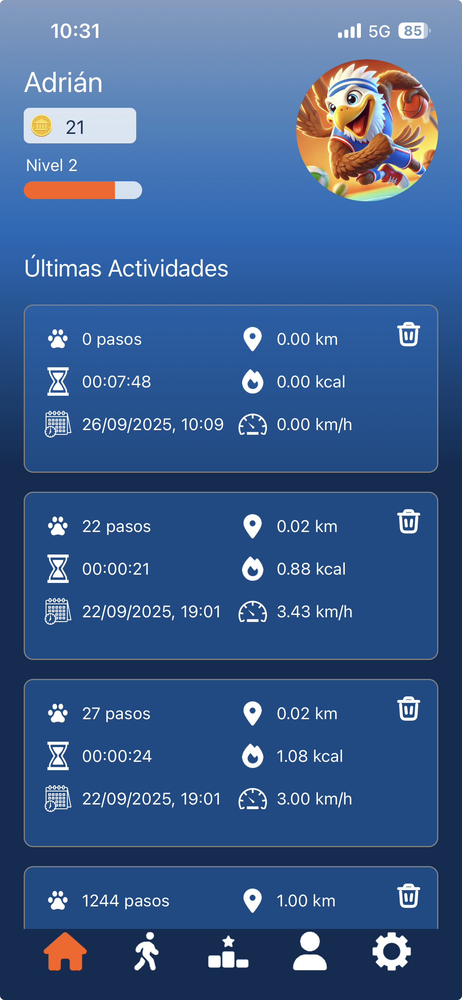 10:31 5G 85
Adrián
21
Nivel 2
Últimas Actividades
0 pasos 0.00 km
00:07:48 0.00 kcal
26/09/2025, 10:09 0.00 km/h
22 pasos 0.02 km
00:00:21 0.88 kcal
22/09/2025, 19:01 3.43 km/h
27 pasos 0.02 km
00:00:24 1.08 kcal
22/09/2025, 19:01 3.00 km/h
1244 pasos 1.00 km